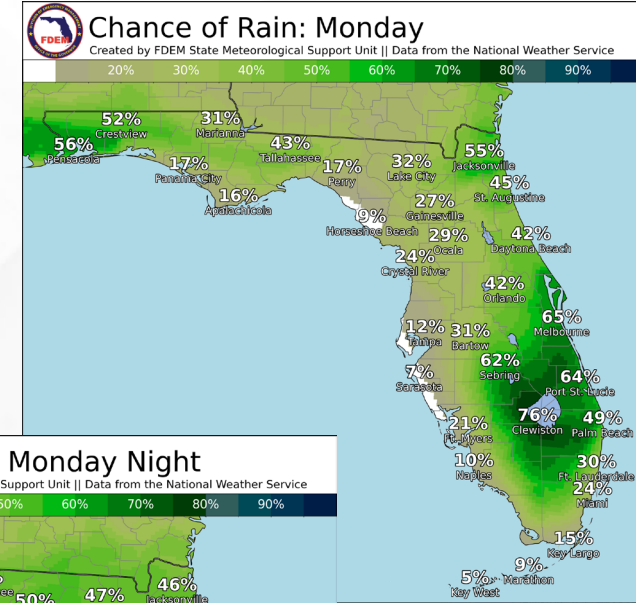 FDEM
Chance of Rain: Monday
Created by FDEM State Meteorological Support Unit || Data from the National Weather Service
20% 30% 40% 50% 60% 70% 80% 90%
52%
Crestview
31%
Marianna
56%
Pensacola
43%
Tallahassee
55%
Jacksonville
17%
Panama City
17%
Perry
32%
Lake City
45%
St. Augustine
16%
Apalachicola
9%
Horseshoe Beach
27%
Gainesville
29%
Ocala
42%
Daytona Beach
24%
Crystal River
42%
Orlando
65%
Melbourne
12%
Tampa
31%
Bartow
62%
Sebring
7%
Sarasota
64%
Port St. Lucie
76%
Clewiston
49%
Palm Beach
21%
Ft. Myers
10%
Naples
30%
Ft. Lauderdale
24%
Miami
15%
Key Largo
9%
Marathon
5%
Key West
Monday Night
Support Unit || Data from the National Weather Service
50% 60% 70% 80% 90%
46%
Jacksonville
47%
50%